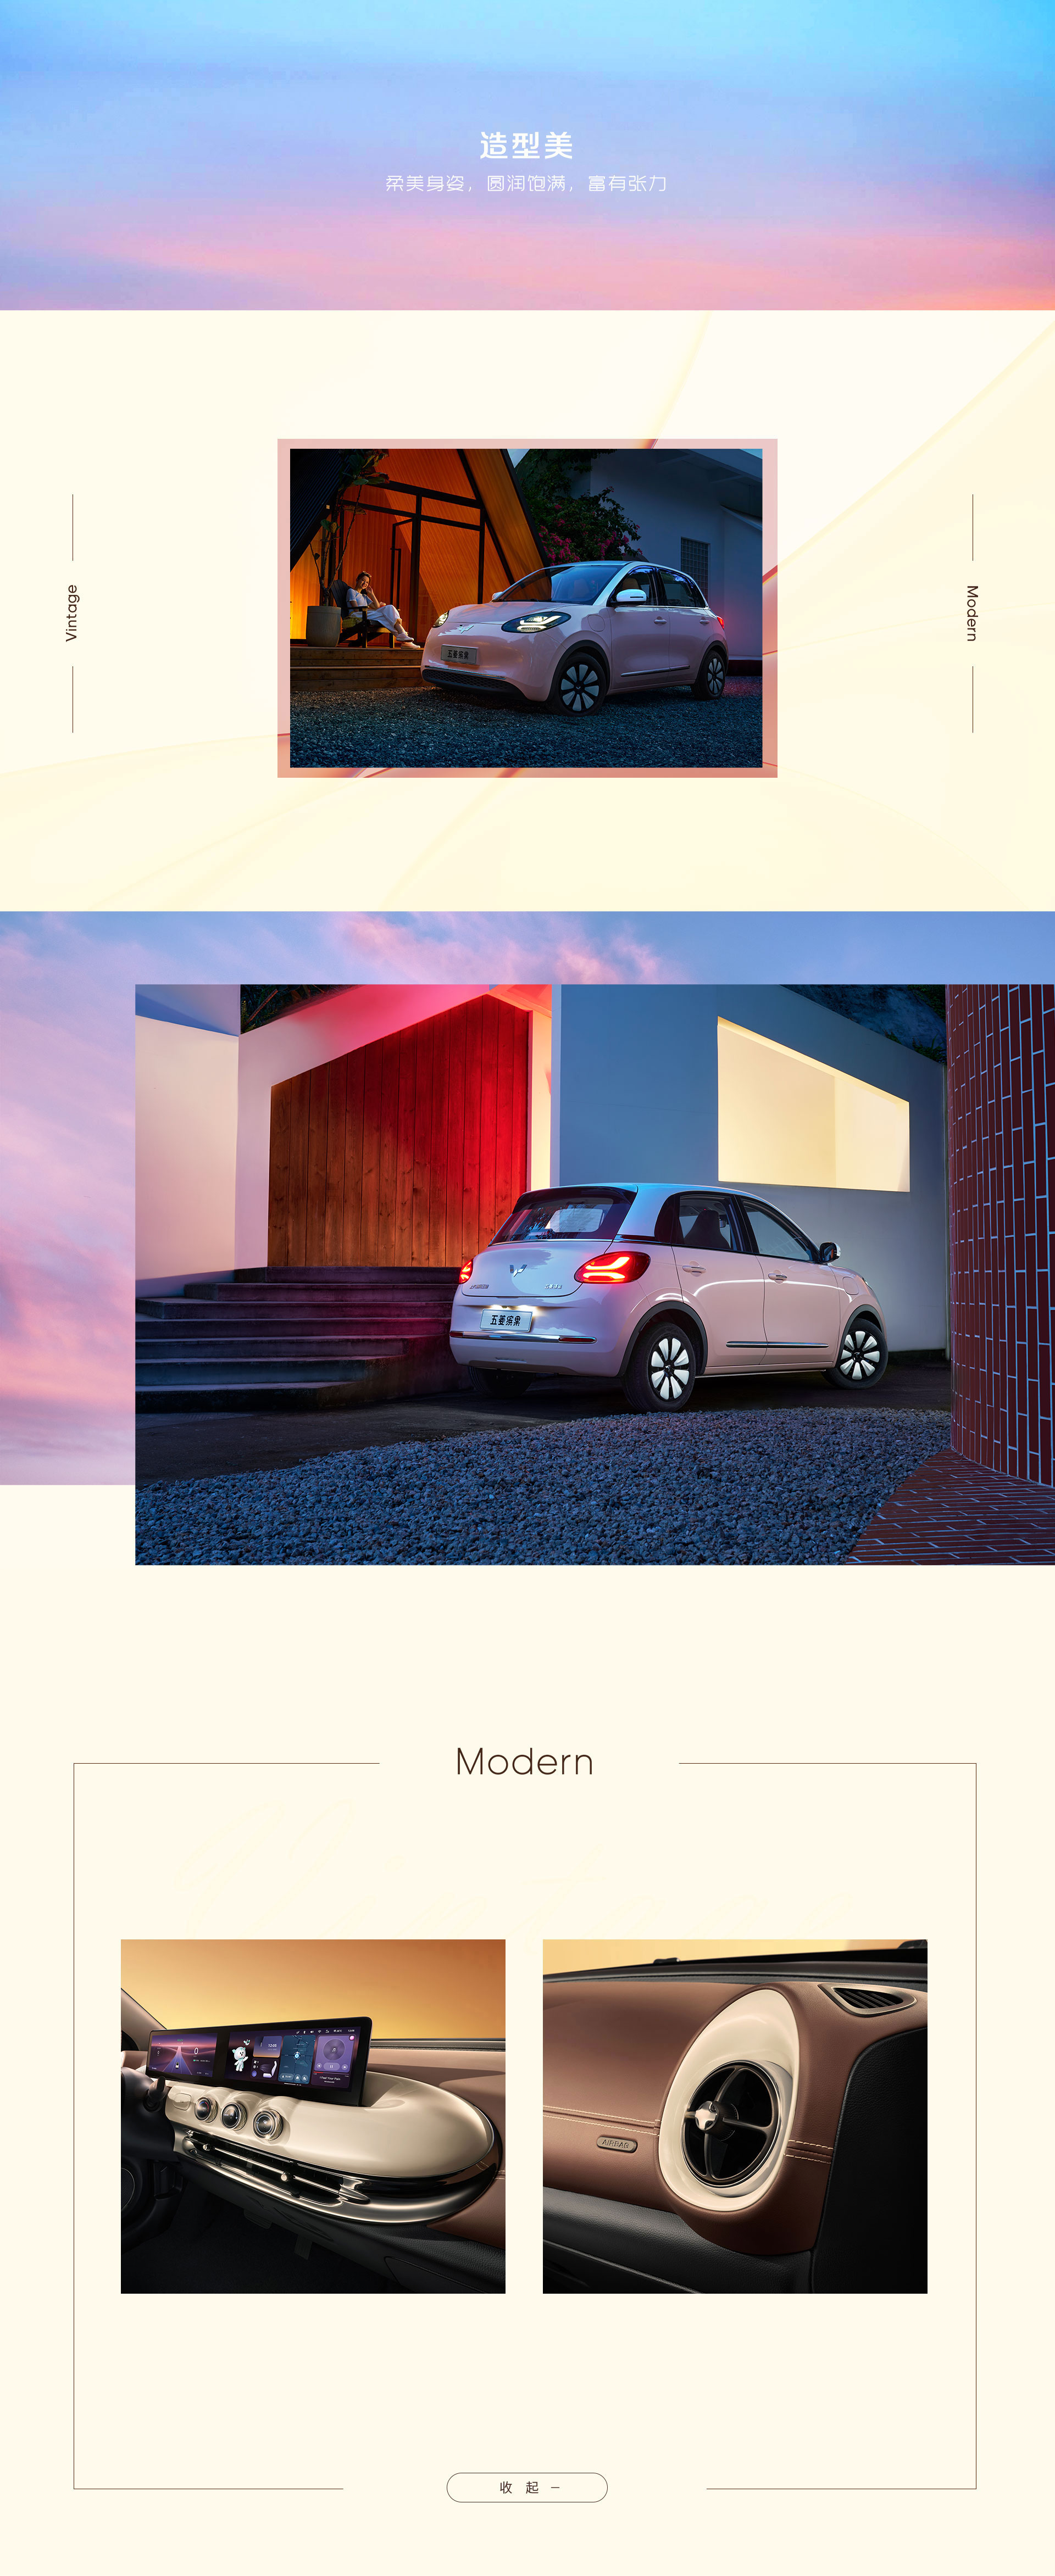 造型美
柔美身姿，圆润饱满，富有张力
Vintage
Modern
五菱缤果
五菱缤果
Modern
AIRBAG
收起 −